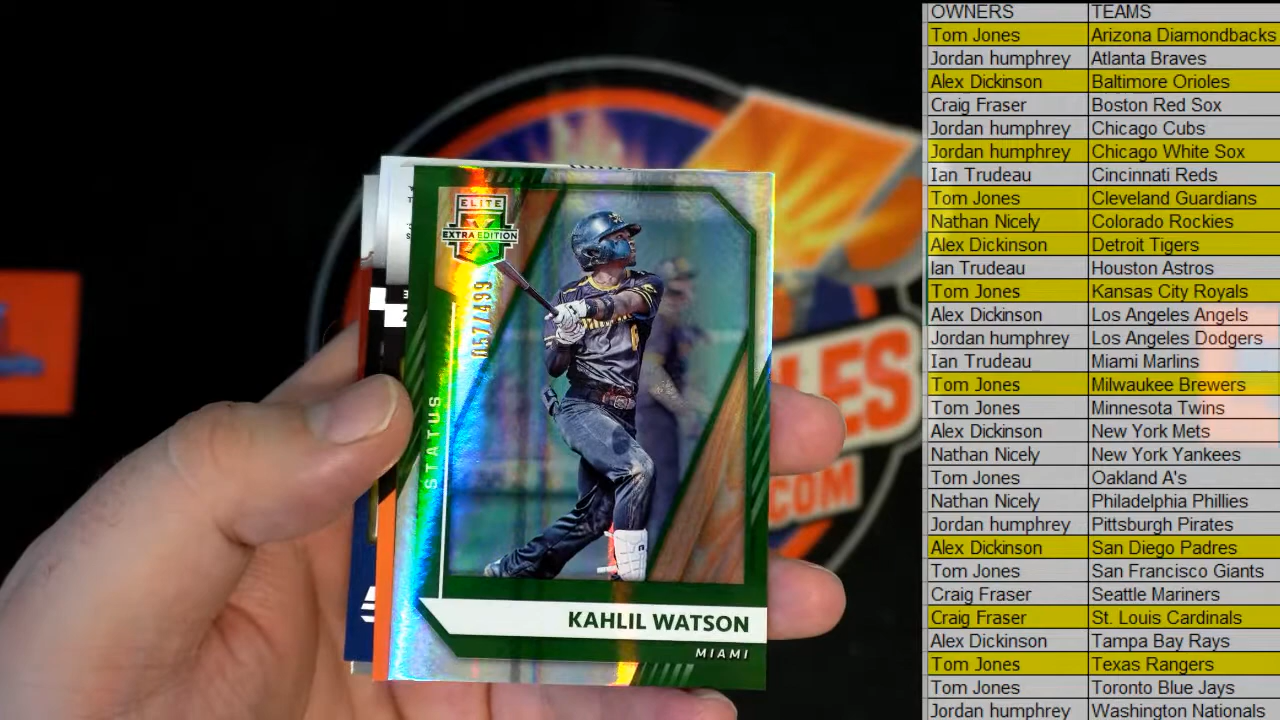 ELITE
EXTRA EDITION
057/499
STATUS
KAHLIL WATSON
MIAMI
LES
.COM
OWNERS TEAMS
Tom Jones Arizona Diamondbacks
Jordan humphrey Atlanta Braves
Alex Dickinson Baltimore Orioles
Craig Fraser Boston Red Sox
Jordan humphrey Chicago Cubs
Jordan humphrey Chicago White Sox
Ian Trudeau Cincinnati Reds
Tom Jones Cleveland Guardians
Nathan Nicely Colorado Rockies
Alex Dickinson Detroit Tigers
Ian Trudeau Houston Astros
Tom Jones Kansas City Royals
Alex Dickinson Los Angeles Angels
Jordan humphrey Los Angeles Dodgers
Ian Trudeau Miami Marlins
Tom Jones Milwaukee Brewers
Tom Jones Minnesota Twins
Alex Dickinson New York Mets
Nathan Nicely New York Yankees
Tom Jones Oakland A's
Nathan Nicely Philadelphia Phillies
Jordan humphrey Pittsburgh Pirates
Alex Dickinson San Diego Padres
Tom Jones San Francisco Giants
Craig Fraser Seattle Mariners
Craig Fraser St. Louis Cardinals
Alex Dickinson Tampa Bay Rays
Tom Jones Texas Rangers
Tom Jones Toronto Blue Jays
Jordan humphrey Washington Nationals